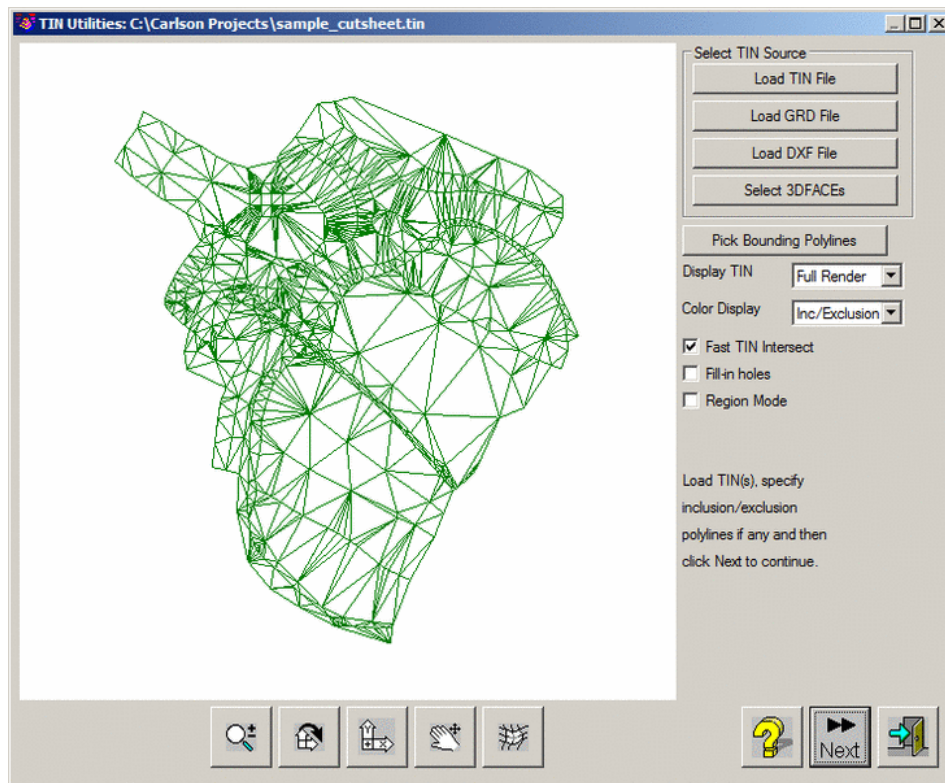 TIN Utilities: C:\Carlson Projects\sample_cutsheet.tin
Select TIN Source
Load TIN File
Load GRD File
Load DXF File
Select 3DFACEs
Pick Bounding Polylines
Display TIN Full Render
Color Display Inc/Exclusion
Fast TIN Intersect
Fill-in holes
Region Mode
Load TIN(s), specify
inclusion/exclusion
polylines if any and then
click Next to continue.
Next